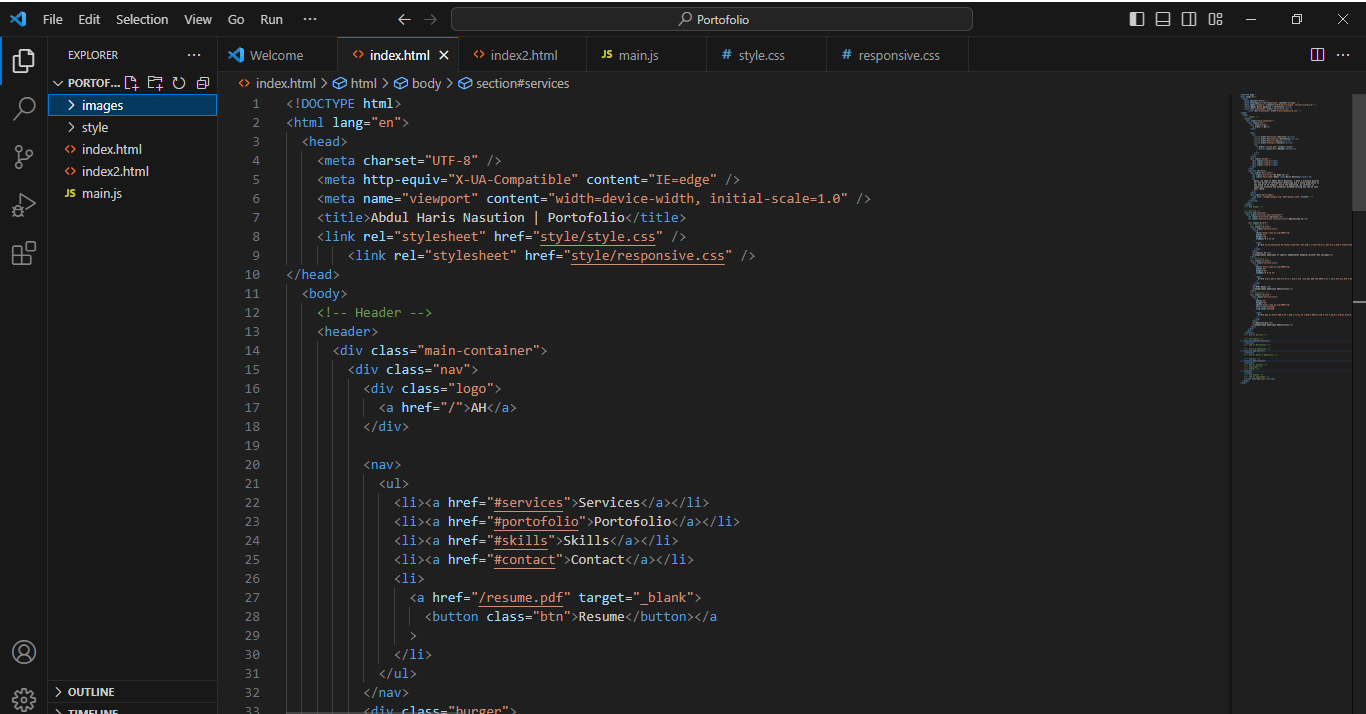 File Edit Selection View Go Run ··· Portofolio
EXPLORER ···
Welcome index.html index2.html JS main.js # style.css # responsive.css ···
PORTOF...
images
style
index.html
index2.html
JS main.js
OUTLINE
TIMELINE
index.html > html > body > section#services
1 <!DOCTYPE html>
2 <html lang="en">
3 <head>
4 <meta charset="UTF-8" />
5 <meta http-equiv="X-UA-Compatible" content="IE=edge" />
6 <meta name="viewport" content="width=device-width, initial-scale=1.0" />
7 <title>Abdul Haris Nasution | Portofolio</title>
8 <link rel="stylesheet" href="style/style.css" />
9 <link rel="stylesheet" href="style/responsive.css" />
10 </head>
11 <body>
12 <!-- Header -->
13 <header>
14 <div class="main-container">
15 <div class="nav">
16 <div class="logo">
17 <a href="/">AH</a>
18 </div>
19
20 <nav>
21 <ul>
22 <li><a href="#services">Services</a></li>
23 <li><a href="#portofolio">Portofolio</a></li>
24 <li><a href="#skills">Skills</a></li>
25 <li><a href="#contact">Contact</a></li>
26 <li>
27 <a href="/resume.pdf" target="_blank">
28 <button class="btn">Resume</button></a
29 >
30 </li>
31 </ul>
32 </nav>
33 <div class="burger">